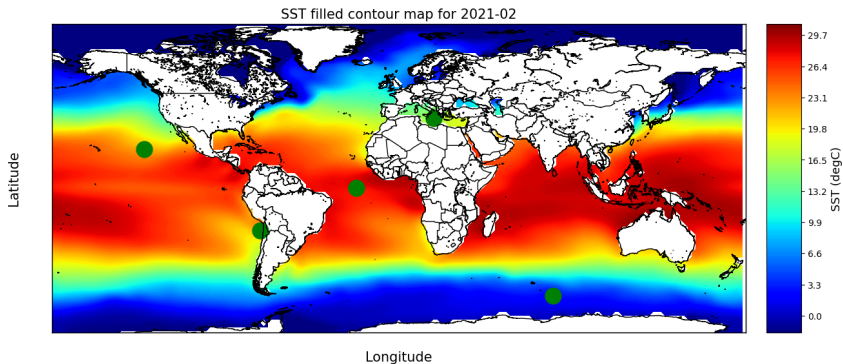 SST filled contour map for 2021-02
Latitude
Longitude
29.7
26.4
23.1
19.8
16.5
13.2
9.9
6.6
3.3
0.0
SST (degC)